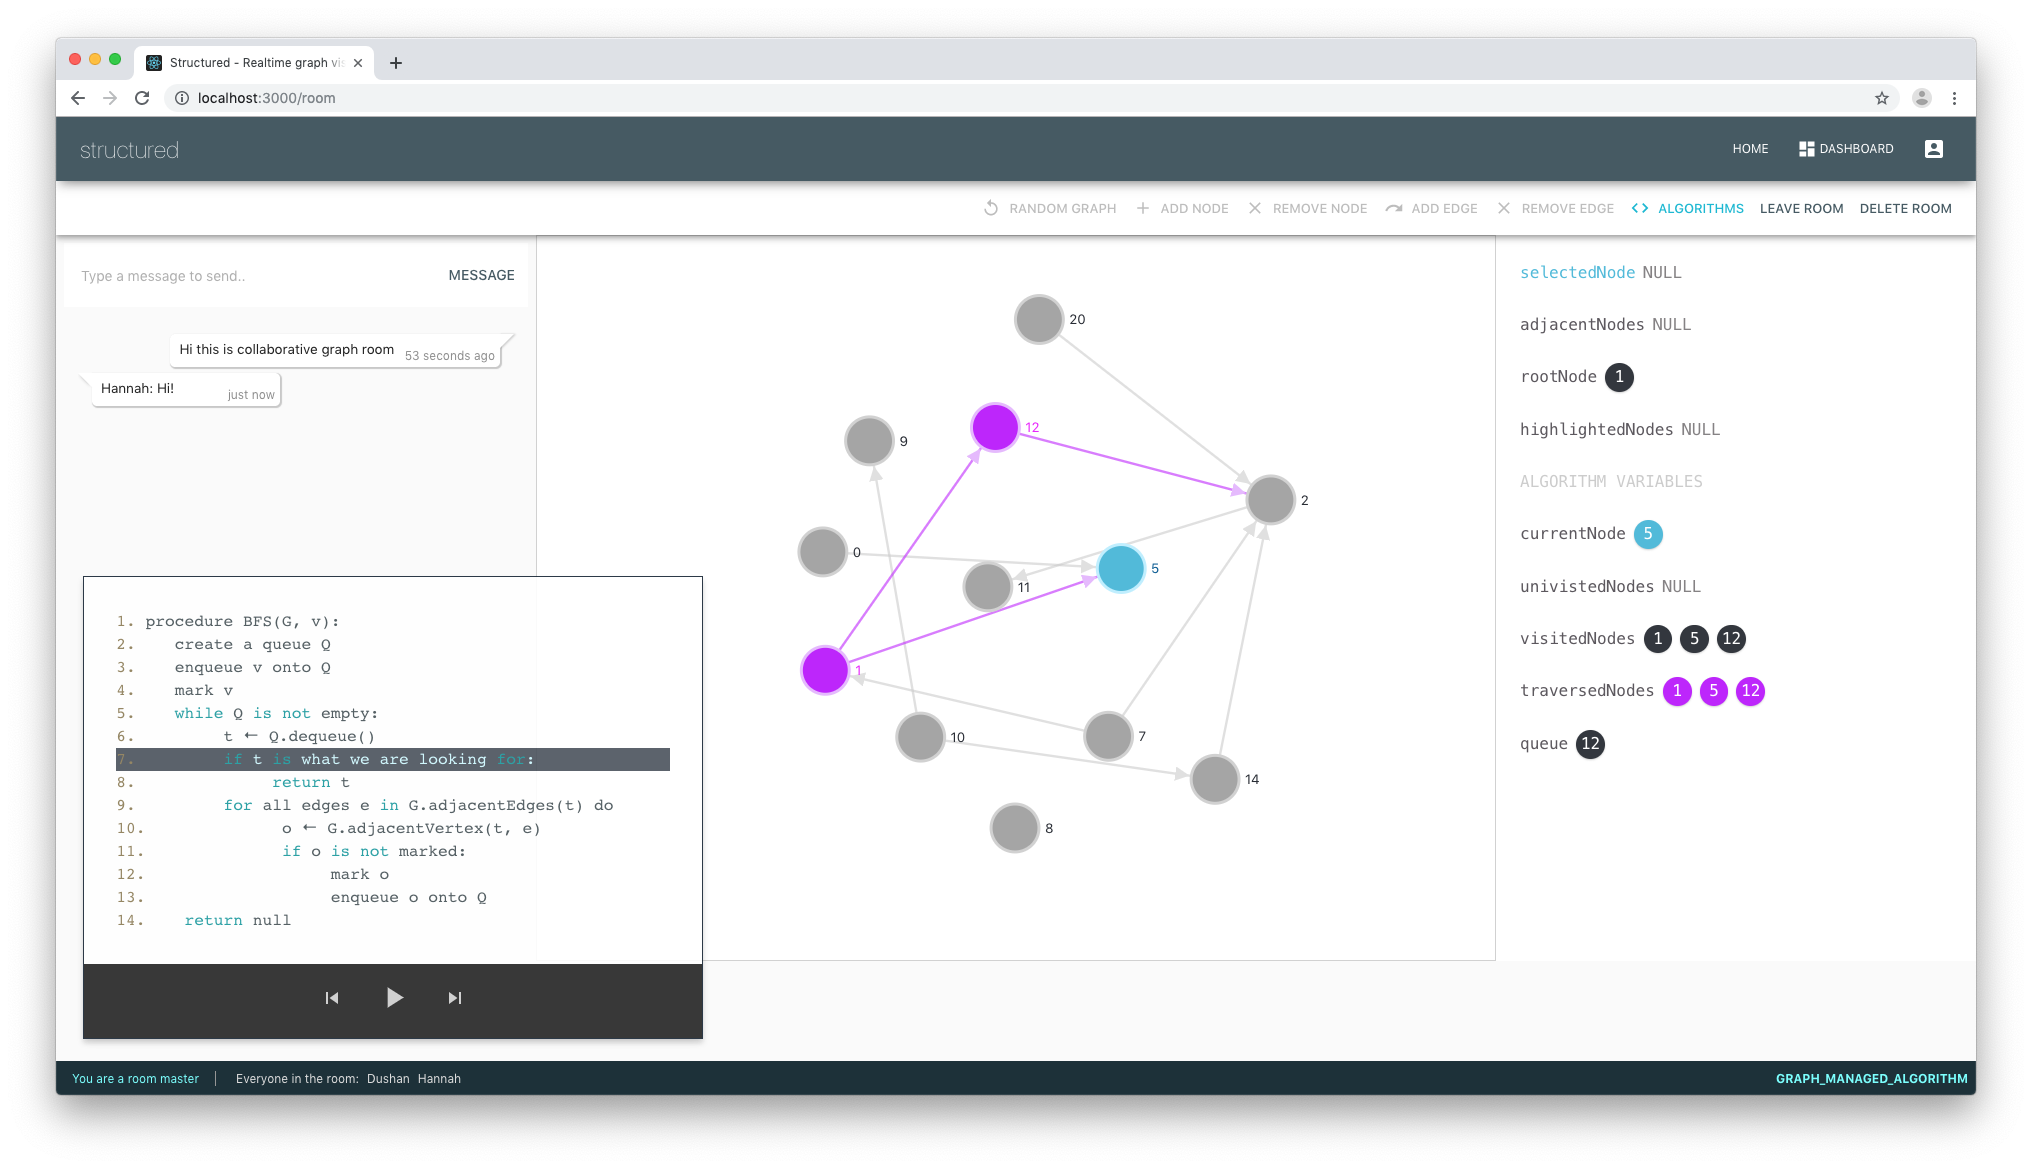 Structured - Realtime graph vis
localhost:3000/room
structured
HOME DASHBOARD
RANDOM GRAPH ADD NODE REMOVE NODE ADD EDGE REMOVE EDGE ALGORITHMS LEAVE ROOM DELETE ROOM
Type a message to send.. MESSAGE
Hi this is collaborative graph room 53 seconds ago
Hannah: Hi! just now
1. procedure BFS(G, v):
2. create a queue Q
3. enqueue v onto Q
4. mark v
5. while Q is not empty:
6. t ← Q.dequeue()
7. if t is what we are looking for:
8. return t
9. for all edges e in G.adjacentEdges(t) do
10. o ← G.adjacentVertex(t, e)
11. if o is not marked:
12. mark o
13. enqueue o onto Q
14. return null
20
12
9
2
0
5
11
1
10
7
14
8
selectedNode NULL
adjacentNodes NULL
rootNode 1
highlightedNodes NULL
ALGORITHM VARIABLES
currentNode 5
univistedNodes NULL
visitedNodes 1 5 12
traversedNodes 1 5 12
queue 12
You are a room master Everyone in the room: Dushan Hannah
GRAPH_MANAGED_ALGORITHM